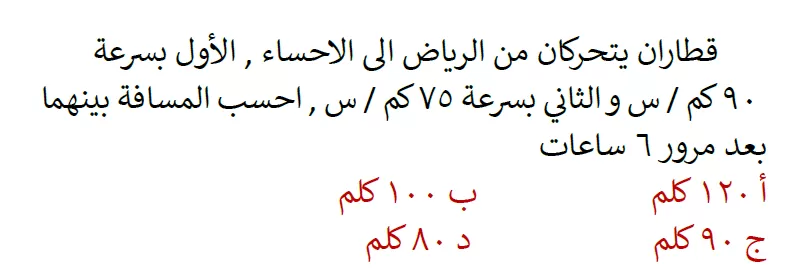 قطاران يتحركان من الرياض الى الاحساء , الأول بسرعة
٩٠ كم / س و الثاني بسرعة ٧٥ كم / س , احسب المسافة بينهما
بعد مرور ٦ ساعات
أ ١٢٠ كلم ب ١٠٠ كلم
ج ٩٠ كلم د ٨٠ كلم